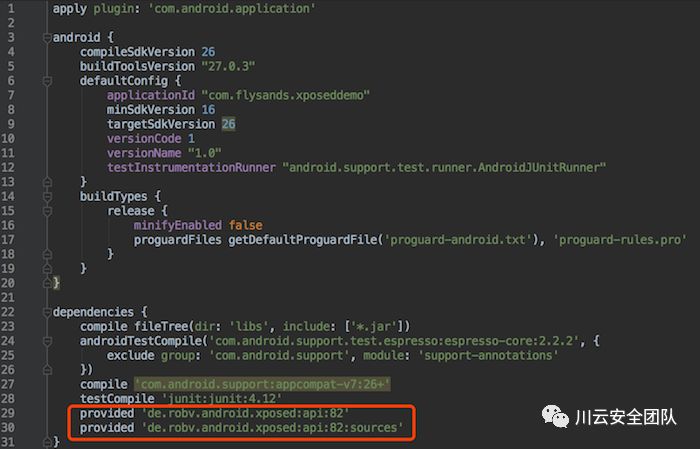 1 apply plugin: 'com.android.application'
2
3 android {
4 compileSdkVersion 26
5 buildToolsVersion "27.0.3"
6 defaultConfig {
7 applicationId "com.flysands.xposeddemo"
8 minSdkVersion 16
9 targetSdkVersion 26
10 versionCode 1
11 versionName "1.0"
12 testInstrumentationRunner "android.support.test.runner.AndroidJUnitRunner"
13 }
14 buildTypes {
15 release {
16 minifyEnabled false
17 proguardFiles getDefaultProguardFile('proguard-android.txt'), 'proguard-rules.pro'
18 }
19 }
20 }
21
22 dependencies {
23 compile fileTree(dir: 'libs', include: ['*.jar'])
24 androidTestCompile('com.android.support.test.espresso:espresso-core:2.2.2', {
25 exclude group: 'com.android.support', module: 'support-annotations'
26 })
27 compile 'com.android.support:appcompat-v7:26+'
28 testCompile 'junit:junit:4.12'
29 provided 'de.robv.android.xposed:api:82'
30 provided 'de.robv.android.xposed:api:82:sources'
31 }
川云安全团队